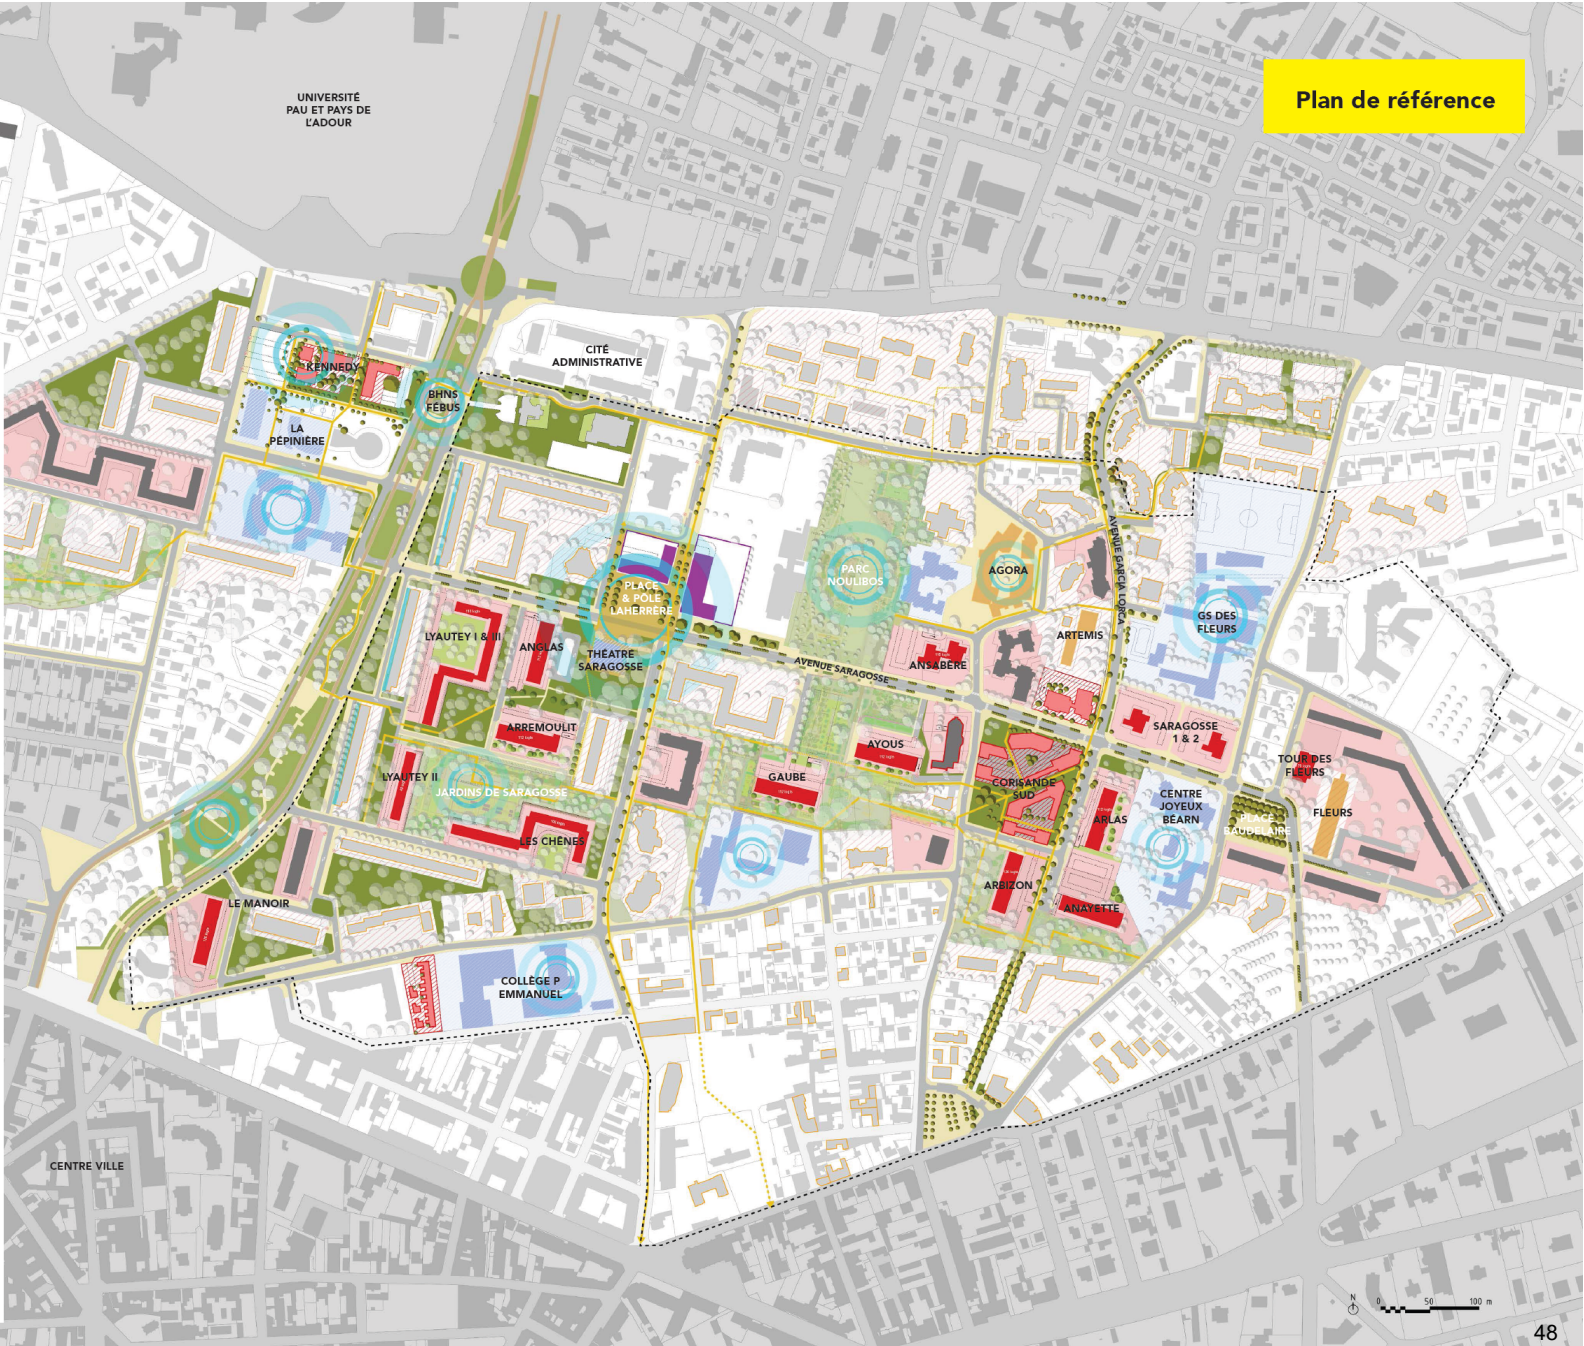 Plan de référence
UNIVERSITÉ
PAU ET PAYS DE
L'ADOUR
CITÉ
ADMINISTRATIVE
KENNEDY
BHNS
FÉBUS
LA
PÉPINIÈRE
PARC
NOULIBOS
AGORA
AVENUE GARCIA LORCA
PLACE
& PÔLE
LAHERRÈRE
GS DES
FLEURS
LYAUTEY I & III
ANGLAS
THÉATRE
SARAGOSSE
ARTEMIS
AVENUE SARAGOSSE
ANSABÈRE
ARREMOULIT
AYOUS
SARAGOSSE
1 & 2
LYAUTEY II
JARDINS DE SARAGOSSE
GAUBE
CORISANDE
SUD
TOUR DES
FLEURS
CENTRE
JOYEUX
BÉARN
ARLAS
PLACE
BAUDELAIRE
FLEURS
LES CHÊNES
ARBIZON
ANAYETTE
LE MANOIR
COLLÈGE P
EMMANUEL
CENTRE VILLE
N
0 50 100 m
48